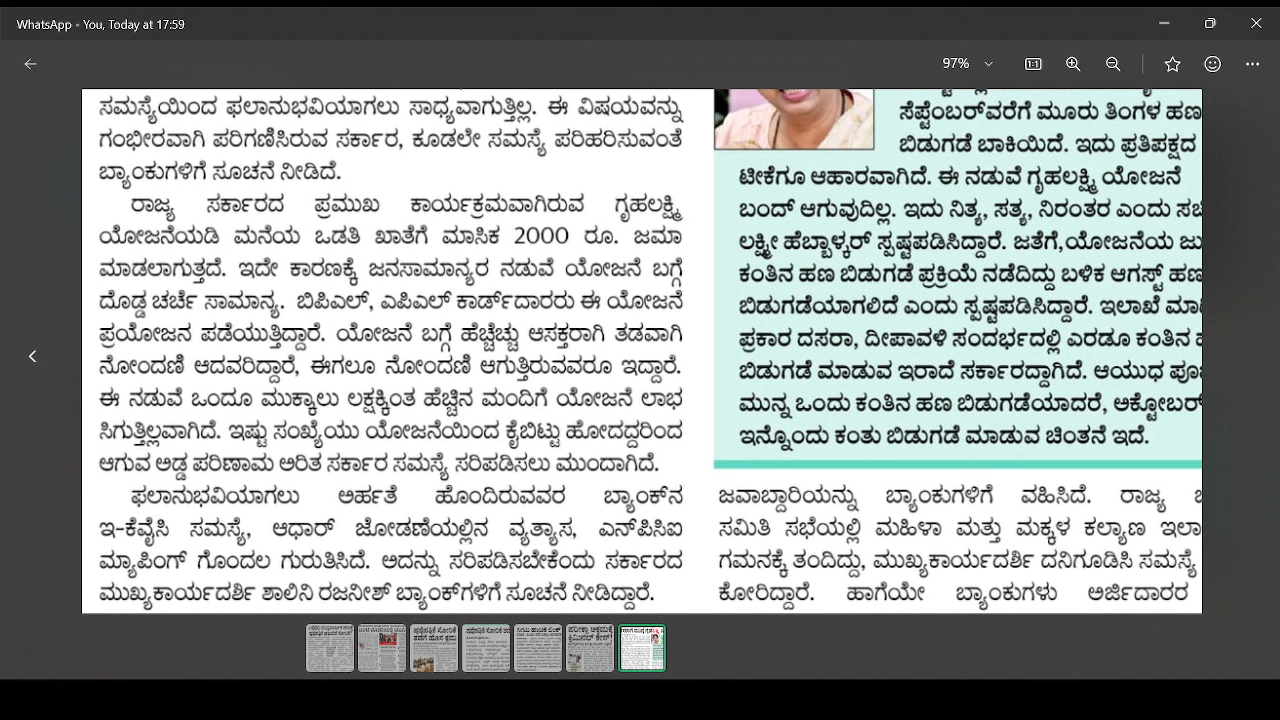 WhatsApp - You, Today at 17:59
97%
ಸಮಸ್ಯೆಯಿಂದ ಫಲಾನುಭವಿಯಾಗಲು ಸಾಧ್ಯವಾಗುತ್ತಿಲ್ಲ. ಈ ವಿಷಯವನ್ನು
ಗಂಭೀರವಾಗಿ ಪರಿಗಣಿಸಿರುವ ಸರ್ಕಾರ, ಕೂಡಲೇ ಸಮಸ್ಯೆ ಪರಿಹರಿಸುವಂತೆ
ಬ್ಯಾಂಕುಗಳಿಗೆ ಸೂಚನೆ ನೀಡಿದೆ.
ರಾಜ್ಯ ಸರ್ಕಾರದ ಪ್ರಮುಖ ಕಾರ್ಯಕ್ರಮವಾಗಿರುವ ಗೃಹಲಕ್ಷ್ಮಿ
ಯೋಜನೆಯಡಿ ಮನೆಯ ಒಡತಿ ಖಾತೆಗೆ ಮಾಸಿಕ 2000 ರೂ. ಜಮಾ
ಮಾಡಲಾಗುತ್ತದೆ. ಇದೇ ಕಾರಣಕ್ಕೆ ಜನಸಾಮಾನ್ಯರ ನಡುವೆ ಯೋಜನೆ ಬಗ್ಗೆ
ದೊಡ್ಡ ಚರ್ಚೆ ಸಾಮಾನ್ಯ. ಬಿಪಿಎಲ್, ಎಪಿಎಲ್ ಕಾರ್ಡ್‌ದಾರರು ಈ ಯೋಜನೆ
ಪ್ರಯೋಜನ ಪಡೆಯುತ್ತಿದ್ದಾರೆ. ಯೋಜನೆ ಬಗ್ಗೆ ಹೆಚ್ಚೆಚ್ಚು ಆಸಕ್ತರಾಗಿ ತಡವಾಗಿ
ನೋಂದಣಿ ಆದವರಿದ್ದಾರೆ, ಈಗಲೂ ನೋಂದಣಿ ಆಗುತ್ತಿರುವವರೂ ಇದ್ದಾರೆ.
ಈ ನಡುವೆ ಒಂದೂ ಮುಕ್ಕಾಲು ಲಕ್ಷಕ್ಕಿಂತ ಹೆಚ್ಚಿನ ಮಂದಿಗೆ ಯೋಜನೆ ಲಾಭ
ಸಿಗುತ್ತಿಲ್ಲವಾಗಿದೆ. ಇಷ್ಟು ಸಂಖ್ಯೆಯು ಯೋಜನೆಯಿಂದ ಕೈಬಿಟ್ಟು ಹೋದದ್ದರಿಂದ
ಆಗುವ ಅಡ್ಡ ಪರಿಣಾಮ ಅರಿತ ಸರ್ಕಾರ ಸಮಸ್ಯೆ ಸರಿಪಡಿಸಲು ಮುಂದಾಗಿದೆ.
ಫಲಾನುಭವಿಯಾಗಲು ಅರ್ಹತೆ ಹೊಂದಿರುವವರ ಬ್ಯಾಂಕ್‌ನ
ಇ-ಕೆವೈಸಿ ಸಮಸ್ಯೆ, ಆಧಾರ್ ಜೋಡಣೆಯಲ್ಲಿನ ವ್ಯತ್ಯಾಸ, ಎನ್‌ಪಿಸಿಐ
ಮ್ಯಾಪಿಂಗ್ ಗೊಂದಲ ಗುರುತಿಸಿದೆ. ಅದನ್ನು ಸರಿಪಡಿಸಬೇಕೆಂದು ಸರ್ಕಾರದ
ಮುಖ್ಯಕಾರ್ಯದರ್ಶಿ ಶಾಲಿನಿ ರಜನೀಶ್ ಬ್ಯಾಂಕ್‌ಗಳಿಗೆ ಸೂಚನೆ ನೀಡಿದ್ದಾರೆ.
ಸೆಪ್ಟೆಂಬರ್‌ವರೆಗೆ ಮೂರು ತಿಂಗಳ ಹಣ
ಬಿಡುಗಡೆ ಬಾಕಿಯಿದೆ. ಇದು ಪ್ರತಿಪಕ್ಷದ
ಟೀಕೆಗೂ ಆಹಾರವಾಗಿದೆ. ಈ ನಡುವೆ ಗೃಹಲಕ್ಷ್ಮಿ ಯೋಜನೆ
ಬಂದ್ ಆಗುವುದಿಲ್ಲ. ಇದು ನಿತ್ಯ, ಸತ್ಯ, ನಿರಂತರ ಎಂದು
ಲಕ್ಷ್ಮೀ ಹೆಬ್ಬಾಳ್ಕರ್ ಸ್ಪಷ್ಟಪಡಿಸಿದ್ದಾರೆ. ಜತೆಗೆ,ಯೋಜನೆಯ
ಕಂತಿನ ಹಣ ಬಿಡುಗಡೆ ಪ್ರಕ್ರಿಯೆ ನಡೆದಿದ್ದು ಬಳಿಕ ಆಗಸ್ಟ್ ಹಣ
ಬಿಡುಗಡೆಯಾಗಲಿದೆ ಎಂದು ಸ್ಪಷ್ಟಪಡಿಸಿದ್ದಾರೆ. ಇಲಾಖೆ
ಪ್ರಕಾರ ದಸರಾ, ದೀಪಾವಳಿ ಸಂದರ್ಭದಲ್ಲಿ ಎರಡೂ ಕಂತಿನ
ಬಿಡುಗಡೆ ಮಾಡುವ ಇರಾದೆ ಸರ್ಕಾರದ್ದಾಗಿದೆ. ಆಯುಧ
ಮುನ್ನ ಒಂದು ಕಂತಿನ ಹಣ ಬಿಡುಗಡೆಯಾದರೆ, ಅಕ್ಟೋಬರ್
ಇನ್ನೊಂದು ಕಂತು ಬಿಡುಗಡೆ ಮಾಡುವ ಚಿಂತನೆ ಇದೆ.
ಜವಾಬ್ದಾರಿಯನ್ನು ಬ್ಯಾಂಕುಗಳಿಗೆ ವಹಿಸಿದೆ. ರಾಜ್ಯ
ಸಮಿತಿ ಸಭೆಯಲ್ಲಿ ಮಹಿಳಾ ಮತ್ತು ಮಕ್ಕಳ ಕಲ್ಯಾಣ ಇಲಾ
ಗಮನಕ್ಕೆ ತಂದಿದ್ದು, ಮುಖ್ಯಕಾರ್ಯದರ್ಶಿ ದನಿಗೂಡಿಸಿ ಸಮಸ್ಯೆ
ಕೋರಿದ್ದಾರೆ. ಹಾಗೆಯೇ ಬ್ಯಾಂಕುಗಳು ಅರ್ಜಿದಾರರ